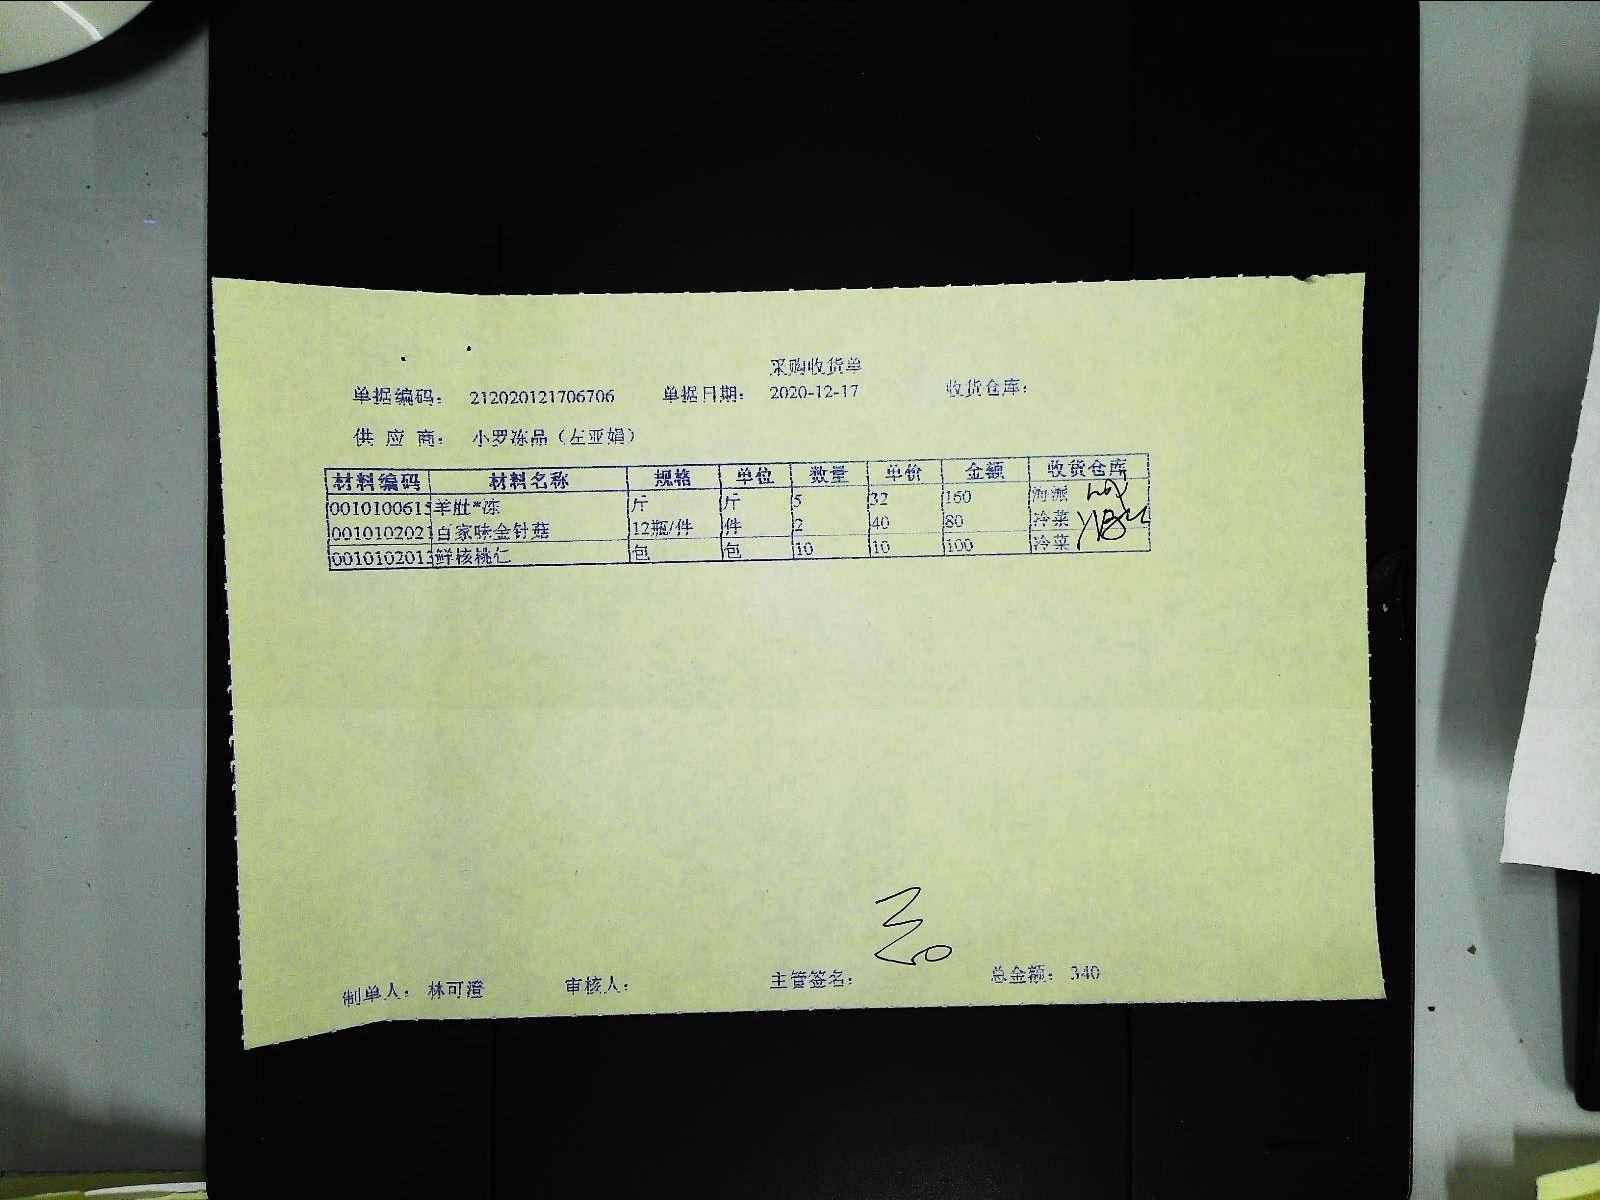 采购收货单
单据编码： 212020121706706 单据日期： 2020-12-17 收货仓库：
供 应 商： 小罗冻品（左亚娟）
材料编码 材料名称 规格 单位 数量 单价 金额 收货仓库
0010100615 羊肚*冻 斤 斤 5 32 160 海派
0010102021 百家味金针菇 12瓶/件 件 2 40 80 冷菜
001010201 鲜核桃仁 包 包 10 10 100 冷菜
制单人： 林可澄 审核人： 主管签名： 总金额： 340